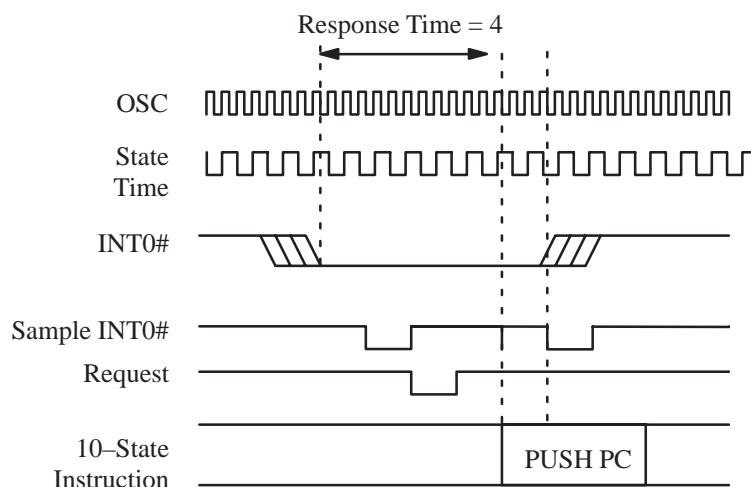 Response Time = 4
OSC
State
Time
INT0#
Sample INT0#
Request
10–State
Instruction
PUSH PC